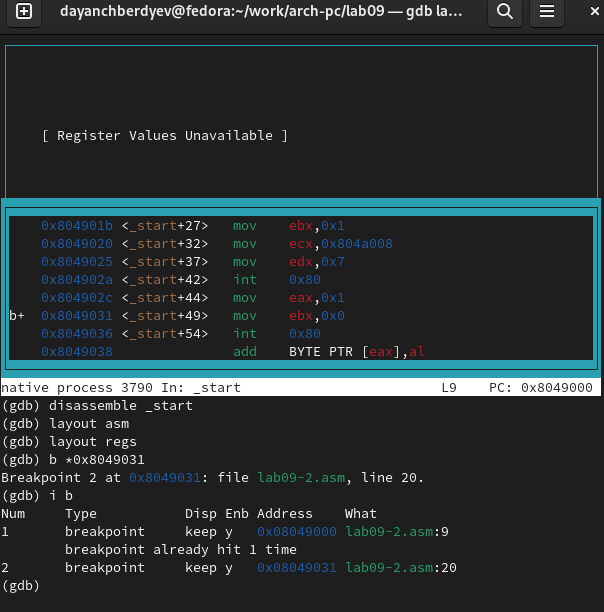 dayanchberdyev@fedora:~/work/arch-pc/lab09 — gdb la...
[ Register Values Unavailable ]
0x804901b <_start+27> mov ebx,0x1
0x8049020 <_start+32> mov ecx,0x804a008
0x8049025 <_start+37> mov edx,0x7
0x804902a <_start+42> int 0x80
0x804902c <_start+44> mov eax,0x1
b+ 0x8049031 <_start+49> mov ebx,0x0
0x8049036 <_start+54> int 0x80
0x8049038 add BYTE PTR [eax],al
native process 3790 In: _start L9 PC: 0x8049000
(gdb) disassemble _start
(gdb) layout asm
(gdb) layout regs
(gdb) b *0x8049031
Breakpoint 2 at 0x8049031: file lab09-2.asm, line 20.
(gdb) i b
Num Type Disp Enb Address What
1 breakpoint keep y 0x08049000 lab09-2.asm:9
breakpoint already hit 1 time
2 breakpoint keep y 0x08049031 lab09-2.asm:20
(gdb)